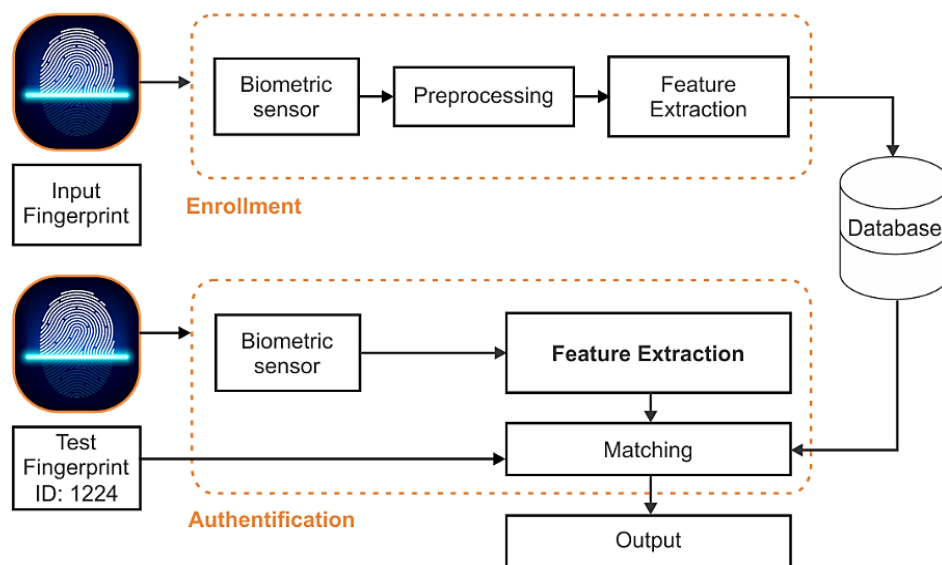 Biometric
sensor
Preprocessing
Feature
Extraction
Input
Fingerprint
Enrollment
Database
Biometric
sensor
Feature Extraction
Test
Fingerprint
ID: 1224
Matching
Authentification
Output